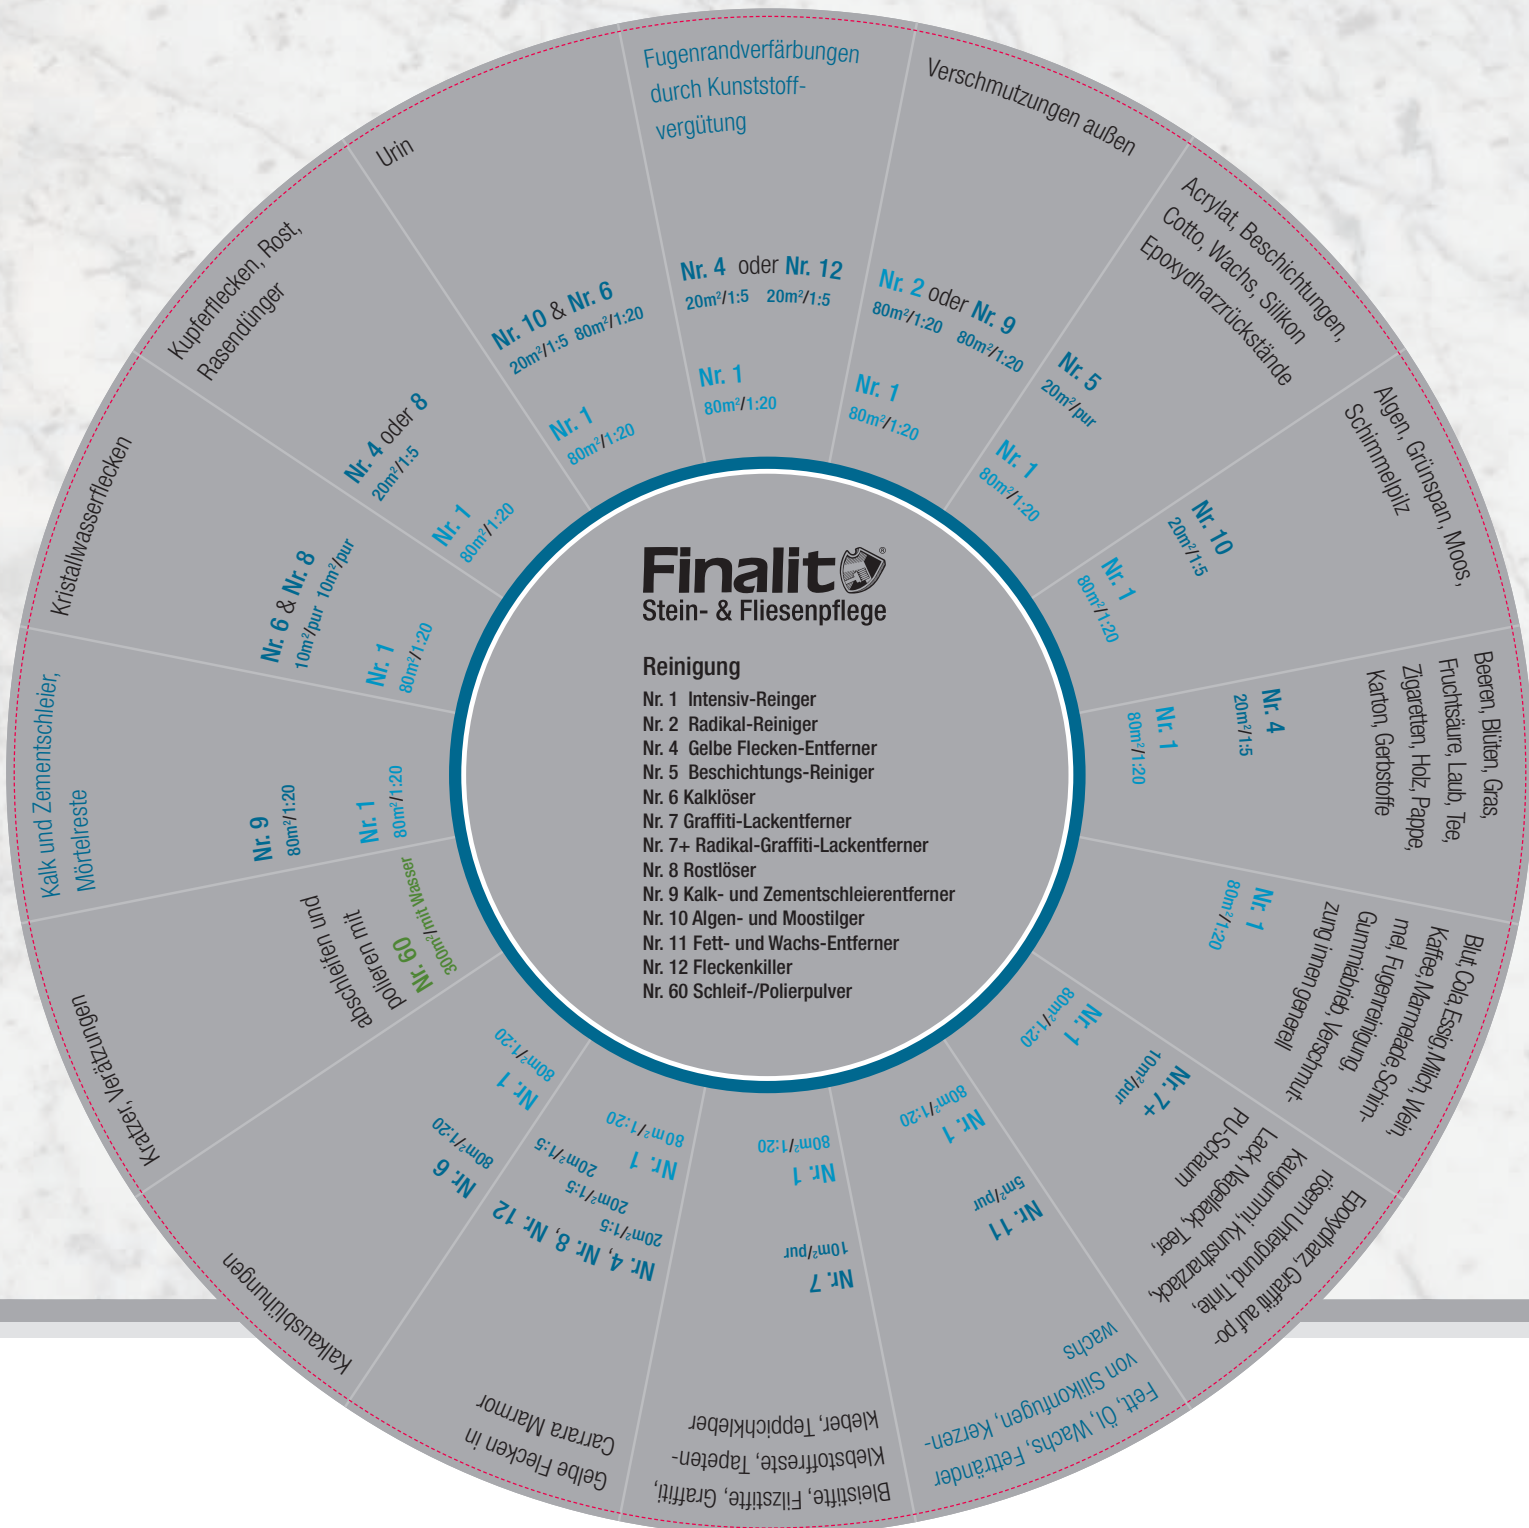 Fugenrandverfärbungen
durch Kunststoff-
vergütung
Nr. 4 oder Nr. 12
20m²/1:5 20m²/1:5
Nr. 1
80m²/1:20
Verschmutzungen außen
Nr. 2 oder Nr. 9
80m²/1:20 80m²/1:20
Nr. 1
80m²/1:20
Acrylat, Beschichtungen,
Cotto, Wachs, Silikon
Epoxydharzrückstände
Nr. 5
20m²/pur
Nr. 1
80m²/1:20
Algen, Grünspan, Moos,
Schimmelpilz
Nr. 10
20m²/1:5
Nr. 1
80m²/1:20
Beeren, Blüten, Gras,
Fruchtsäure, Laub, Tee,
Zigaretten, Holz, Pappe,
Karton, Gerbstoffe
Nr. 4
20m²/1:5
Nr. 1
80m²/1:20
Blut, Cola, Essig, Milch, Wein,
Kaffee, Marmelade, Schim-
mel, Fugenreinigung,
Gummiabrieb, Verschmut-
zung innen generell
Nr. 1
80m²/1:20
Epoxydharz, Graffiti auf po-
rösem Untergrund, Tinte,
Kaugummi, Kunstharzlack,
Lack, Nagellack, Teer,
PU-Schaum
Nr. 7+
10m²/pur
Nr. 1
80m²/1:20
Fett, Öl, Wachs, Fettränder
von Silikonfugen, Kerzen-
wachs
Nr. 11
5m²/pur
Nr. 1
80m²/1:20
Bleistifte, Filzstifte, Graffiti,
Klebstoffreste, Tapeten-
kleber, Teppichkleber
Nr. 7
10m²/pur
Nr. 1
80m²/1:20
Gelbe Flecken in
Carrara Marmor
Nr. 4, Nr. 8, Nr. 12
20m²/1:5
20m²/1:5
20m²/1:5
Nr. 1
80m²/1:20
Kalkausblühungen
Nr. 6
80m²/1:20
Nr. 1
80m²/1:20
Kratzer, Verätzungen
abschleifen und
polieren mit
Nr. 60
300m²/mit Wasser
Kalk und Zementschleier,
Mörtelreste
Nr. 9
80m²/1:20
Nr. 1
80m²/1:20
Kristallwasserflecken
Nr. 6 & Nr. 8
10m²/pur 10m²/pur
Nr. 1
80m²/1:20
Kupferflecken, Rost,
Rasendünger
Nr. 4 oder 8
20m²/1:5
Nr. 1
80m²/1:20
Urin
Nr. 10 & Nr. 6
20m²/1:5 80m²/1:20
Nr. 1
80m²/1:20
Finalit®
Stein- & Fliesenpflege
Reinigung
Nr. 1 Intensiv-Reinger
Nr. 2 Radikal-Reiniger
Nr. 4 Gelbe Flecken-Entferner
Nr. 5 Beschichtungs-Reiniger
Nr. 6 Kalklöser
Nr. 7 Graffiti-Lackentferner
Nr. 7+ Radikal-Graffiti-Lackentferner
Nr. 8 Rostlöser
Nr. 9 Kalk- und Zementschleierentferner
Nr. 10 Algen- und Moostilger
Nr. 11 Fett- und Wachs-Entferner
Nr. 12 Fleckenkiller
Nr. 60 Schleif-/Polierpulver